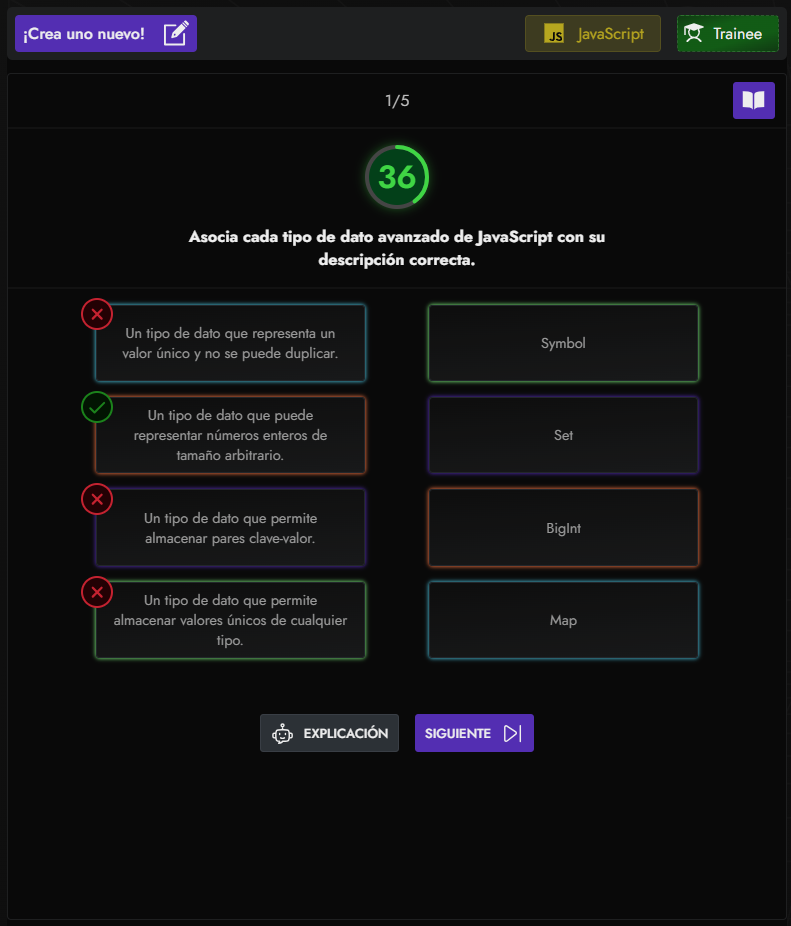 ¡Crea uno nuevo!
JS
JavaScript
Trainee
1/5
36
Asocia cada tipo de dato avanzado de JavaScript con su
descripción correcta.
Un tipo de dato que representa un
valor único y no se puede duplicar.
Symbol
Un tipo de dato que puede
representar números enteros de
tamaño arbitrario.
Set
Un tipo de dato que permite
almacenar pares clave-valor.
BigInt
Un tipo de dato que permite
almacenar valores únicos de cualquier
tipo.
Map
EXPLICACIÓN
SIGUIENTE